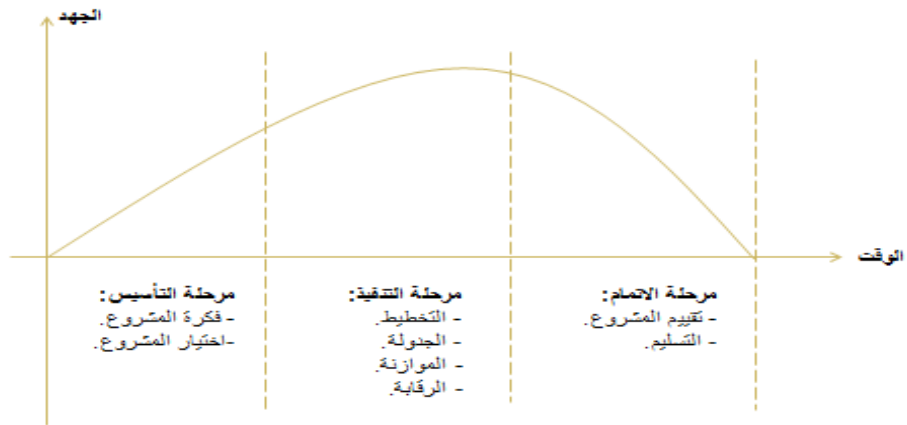 الجهد
الوقت
مرحلة التأسيس:
- فكرة المشروع.
-اختيار المشروع.
مرحلة التنفيذ:
- التخطيط.
- الجدولة.
- الموازنة.
- الرقابة.
مرحلة الاتمام:
- تقييم المشروع.
- التسليم.